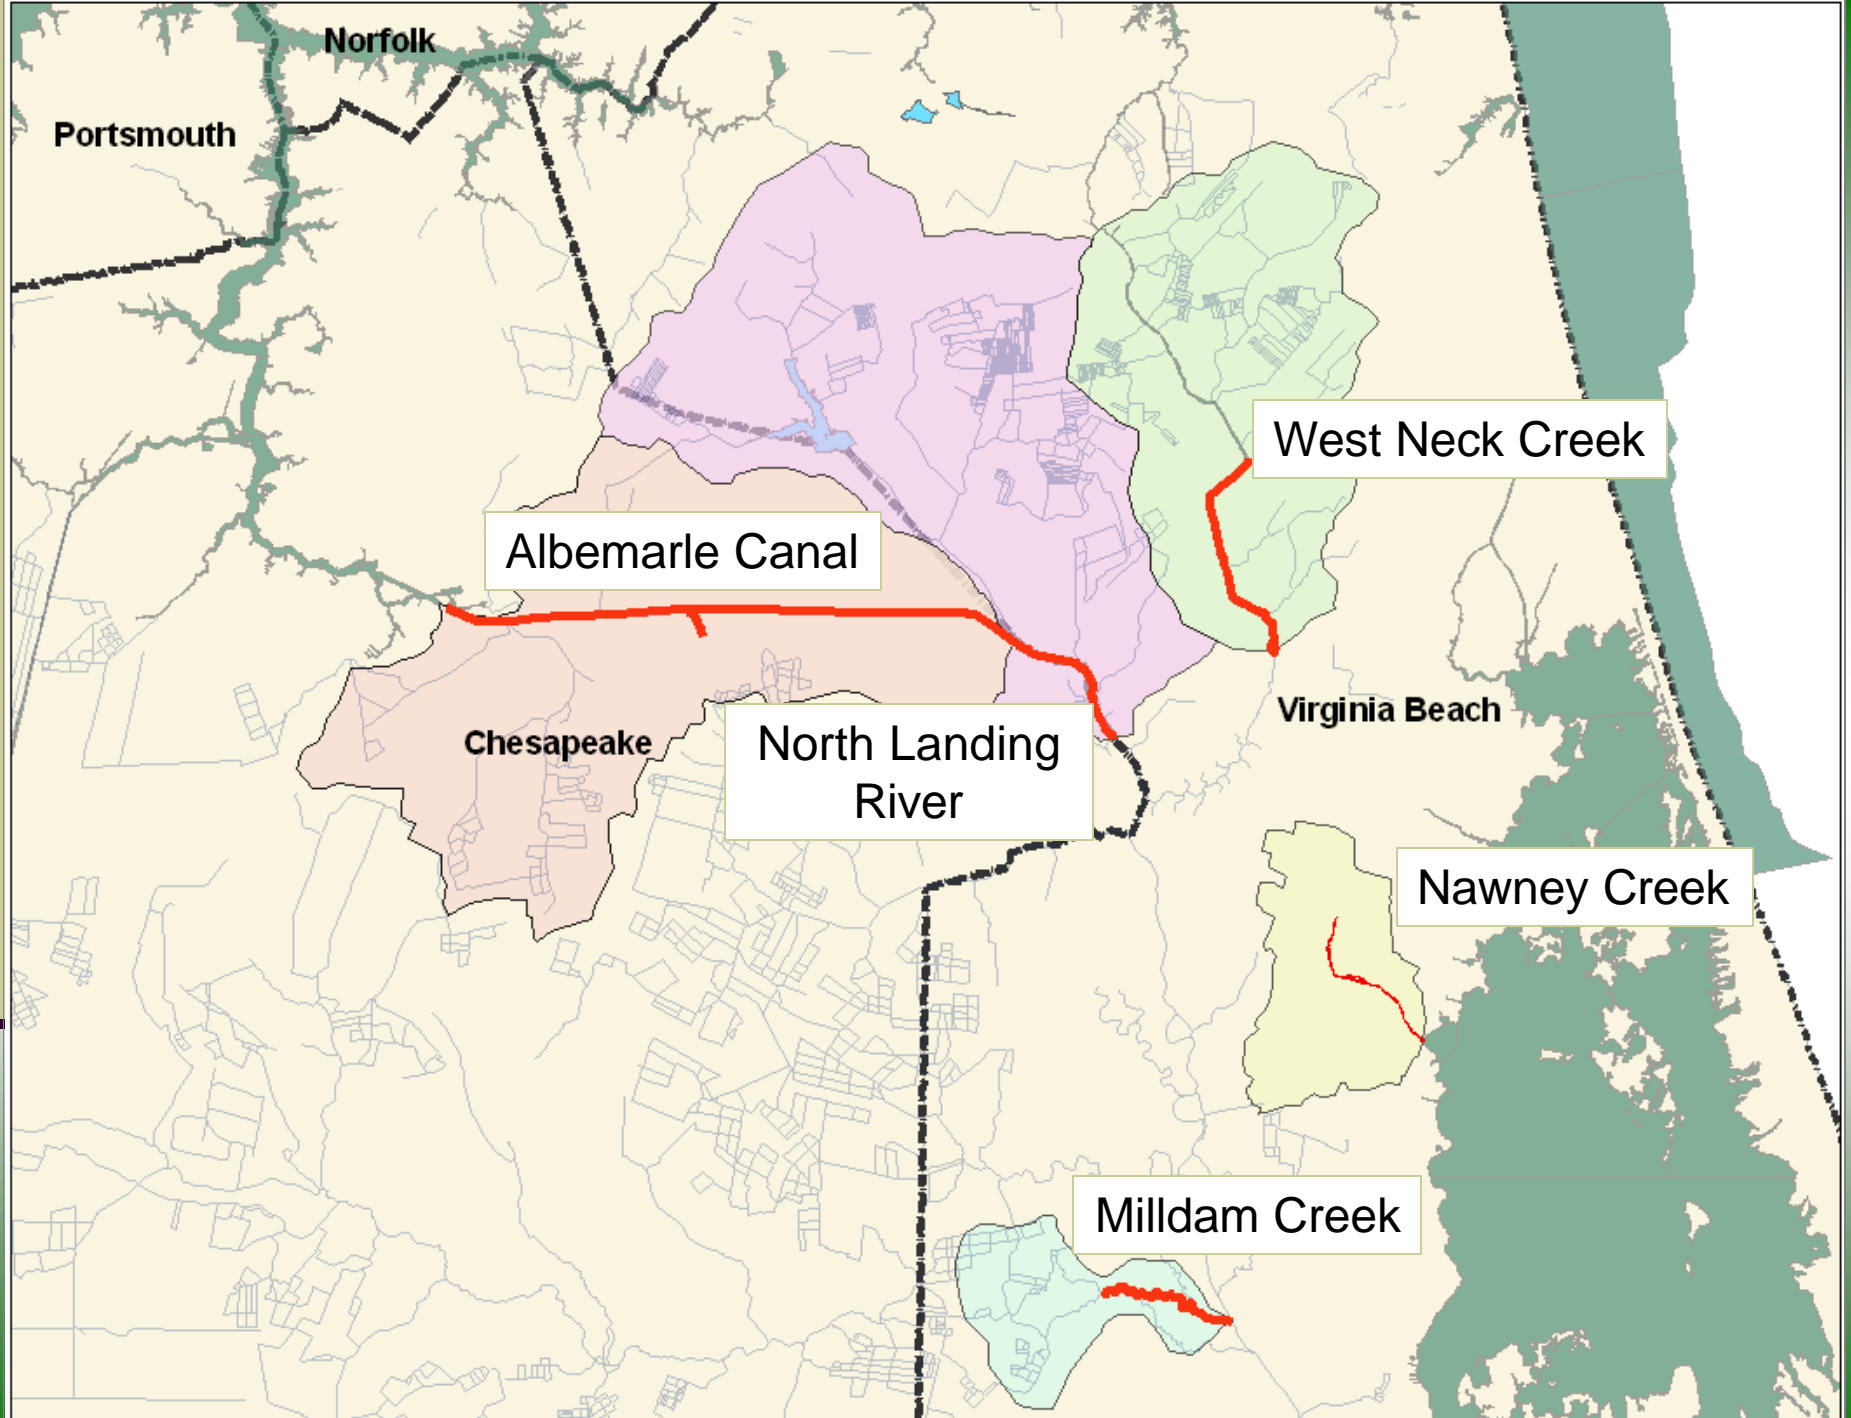 Norfolk
Portsmouth
West Neck Creek
Albemarle Canal
Virginia Beach
Chesapeake
North Landing
River
Nawney Creek
Milldam Creek